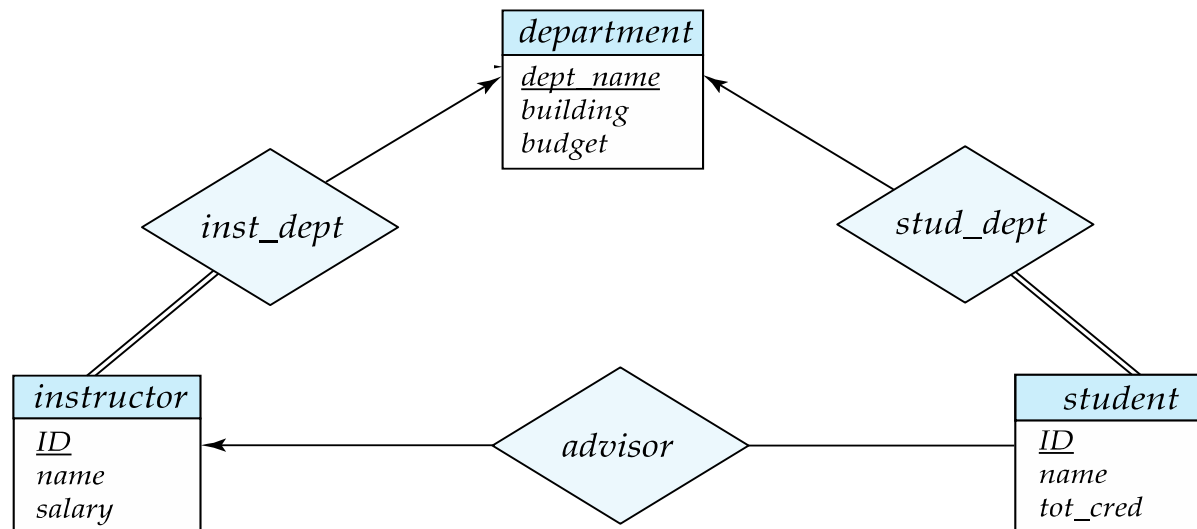 department
dept_name
building
budget
inst_dept
stud_dept
instructor
ID
name
salary
advisor
student
ID
name
tot_cred